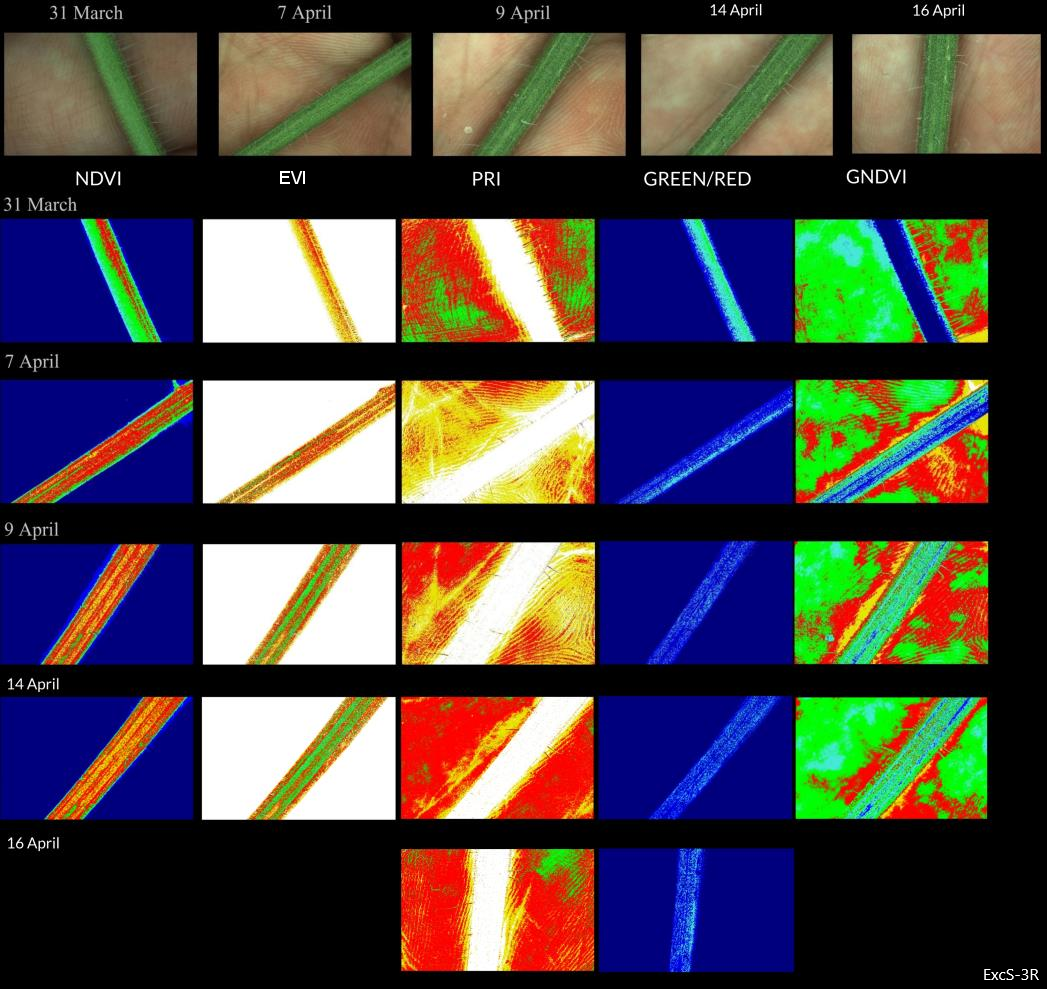 31 March 7 April 9 April 14 April 16 April
NDVI EVI PRI GREEN/RED GNDVI
31 March
7 April
9 April
14 April
16 April
ExcS-3R